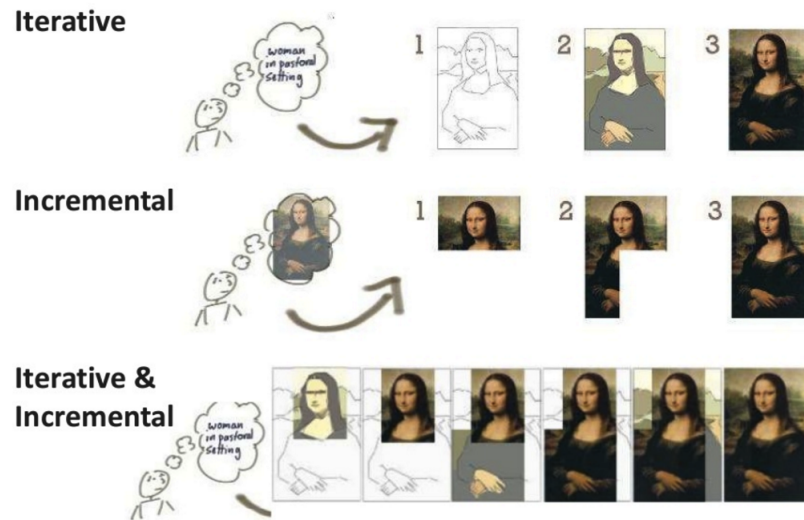 Iterative
woman
in pastoral
setting
1
2
3
Incremental
1
2
3
Iterative &
Incremental
woman
in pastoral
setting